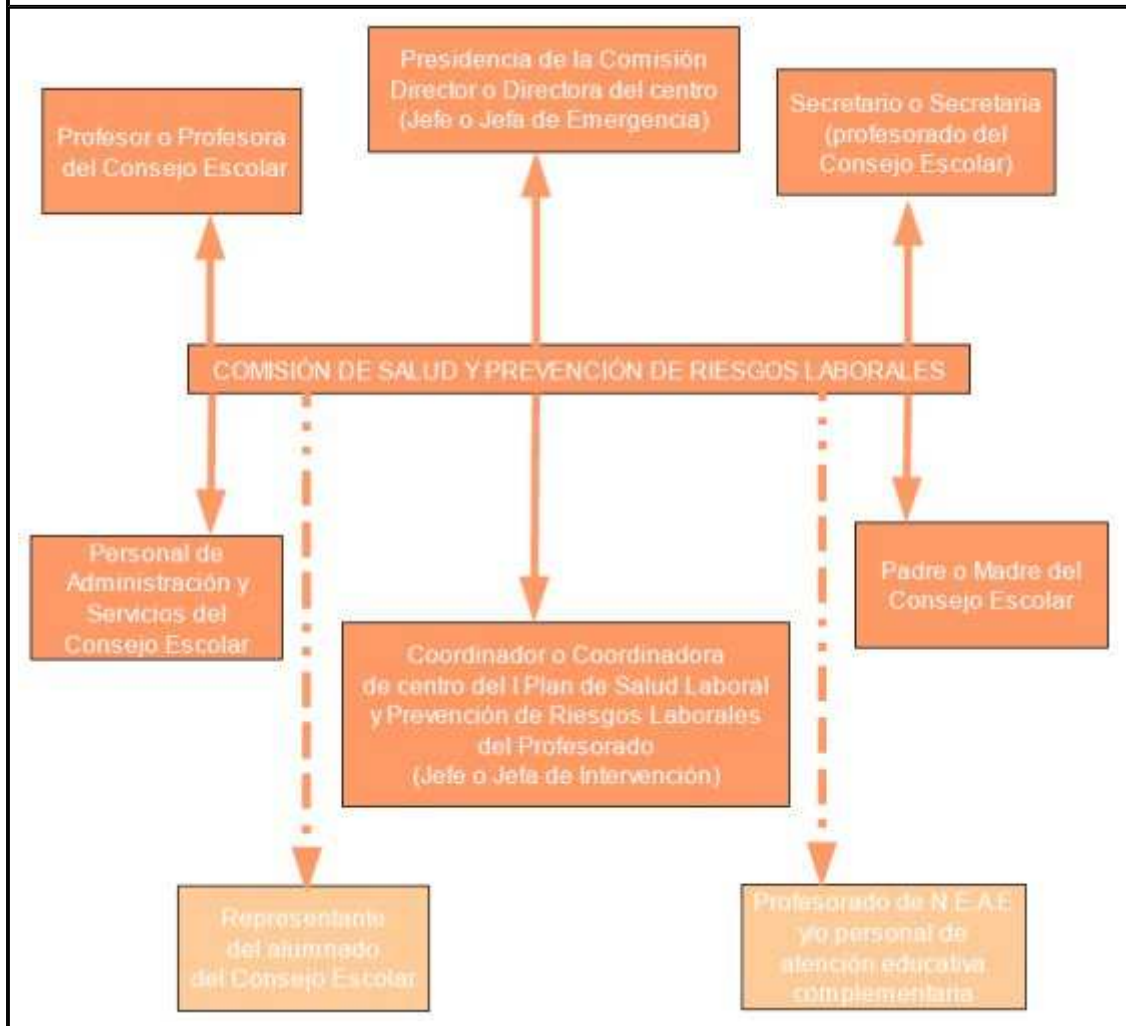 Presidencia de la Comisión
Director o Directora del centro
(Jefe o Jefa de Emergencia)
Profesor o Profesora
del Consejo Escolar
Secretario o Secretaria
(profesorado del
Consejo Escolar)
COMISIÓN DE SALUD Y PREVENCIÓN DE RIESGOS LABORALES
Personal de
Administración y
Servicios del
Consejo Escolar
Padre o Madre del
Consejo Escolar
Coordinador o Coordinadora
de centro del I Plan de Salud Laboral
y Prevención de Riesgos Laborales
del Profesorado
(Jefe o Jefa de Intervención)
Representante
del alumnado
del Consejo Escolar
Profesorado de N.E.A.E
y/o personal de
atención educativa
complementaria